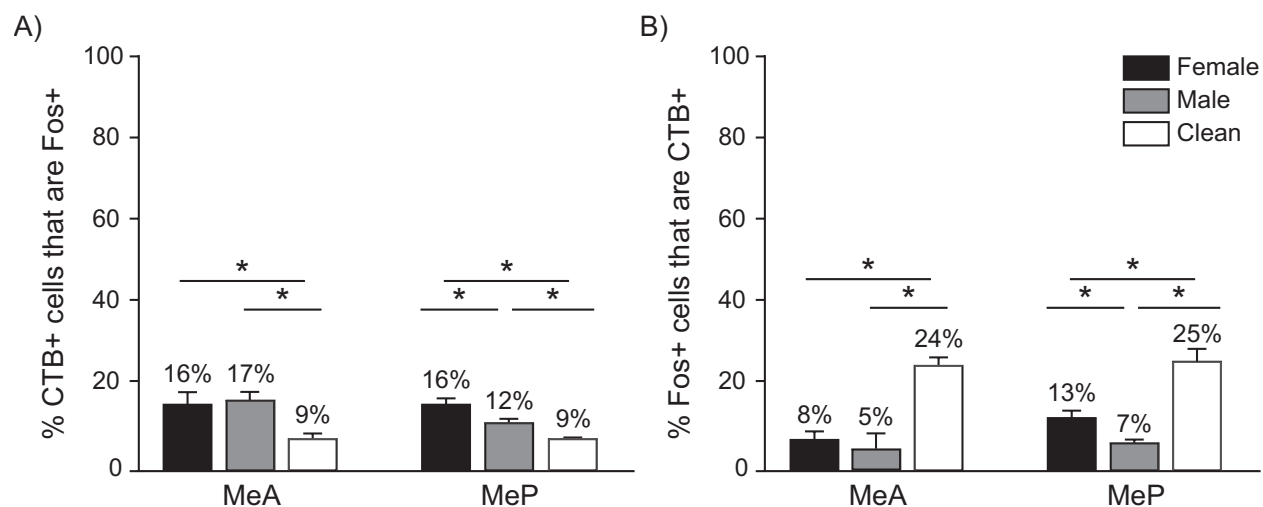 A)
% CTB+ cells that are Fos+
100
80
60
40
20
0
* * * * *
16% 17% 9% 16% 12% 9%
MeA MeP
B)
% Fos+ cells that are CTB+
100
80
60
40
20
0
Female
Male
Clean
* * * * *
8% 5% 24% 13% 7% 25%
MeA MeP